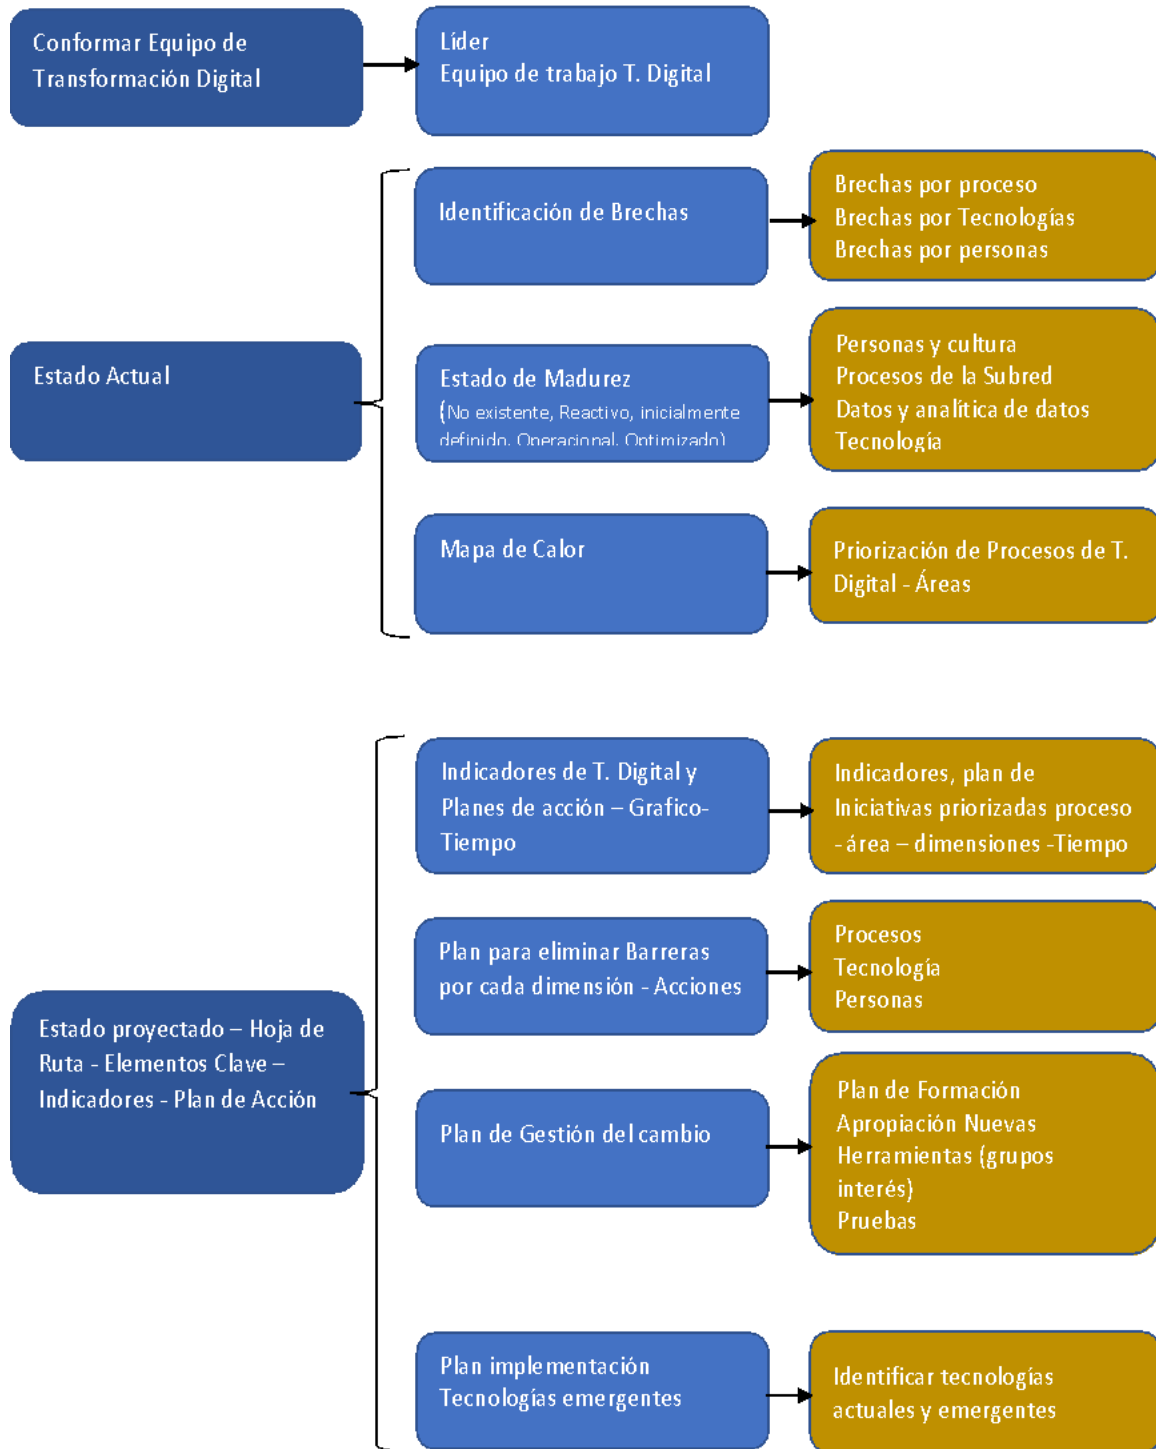 Conformar Equipo de
Transformación Digital
Líder
Equipo de trabajo T. Digital
Identificación de Brechas
Brechas por proceso
Brechas por Tecnologías
Brechas por personas
Estado Actual
Estado de Madurez
(No existente, Reactivo, inicialmente
definido, Operacional, Optimizado)
Personas y cultura
Procesos de la Subred
Datos y analítica de datos
Tecnología
Mapa de Calor
Priorización de Procesos de T.
Digital - Áreas
Indicadores de T. Digital y
Planes de acción – Grafico-
Tiempo
Indicadores, plan de
Iniciativas priorizadas proceso
- área – dimensiones -Tiempo
Plan para eliminar Barreras
por cada dimensión - Acciones
Procesos
Tecnología
Personas
Estado proyectado – Hoja de
Ruta - Elementos Clave –
Indicadores - Plan de Acción
Plan de Gestión del cambio
Plan de Formación
Apropiación Nuevas
Herramientas (grupos
interés)
Pruebas
Plan implementación
Tecnologías emergentes
Identificar tecnologías
actuales y emergentes